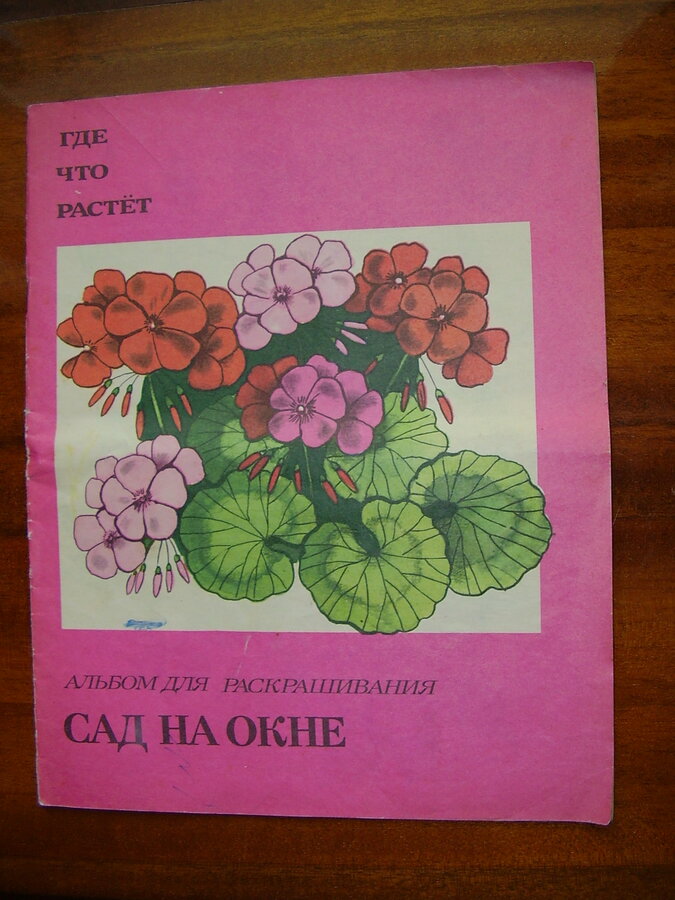 ГДЕ
ЧТО
РАСТЁТ
АЛЬБОМ ДЛЯ РАСКРАШИВАНИЯ
САД НА ОКНЕ